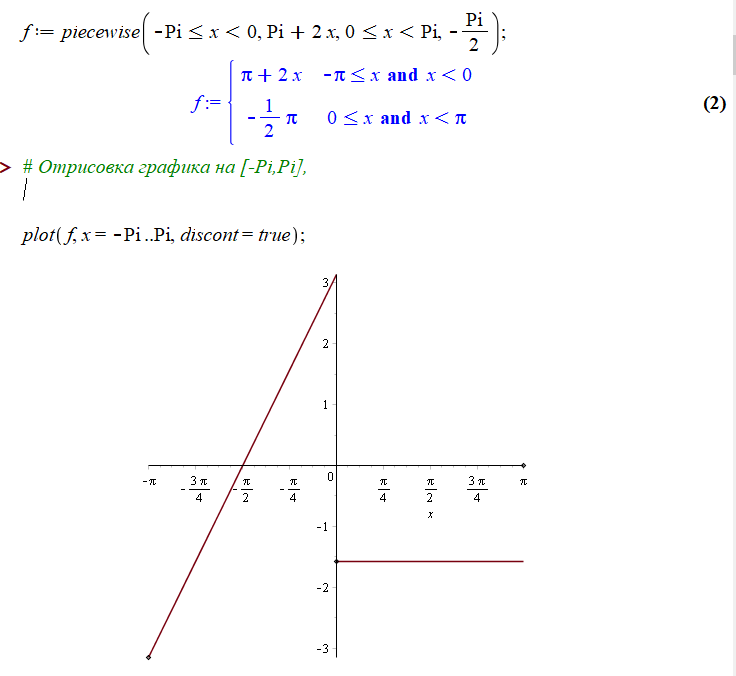 f := piecewise(-Pi ≤ x < 0, Pi + 2 x, 0 ≤ x < Pi, -Pi/2);
f := { π + 2 x -π ≤ x and x < 0
-1/2 π 0 ≤ x and x < π
(2)
> # Отрисовка графика на [-Pi,Pi],
plot(f, x = -Pi ..Pi, discont = true);
3
2
1
0
-π -3π/4 -π/2 -π/4 π/4 π/2 3π/4 π
x
-1
-2
-3